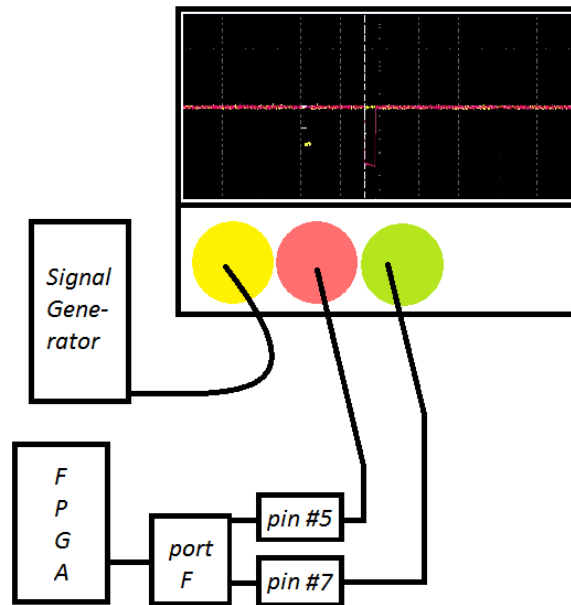 Signal
Gene-
rator
F
P
G
A
port
F
pin #5
pin #7